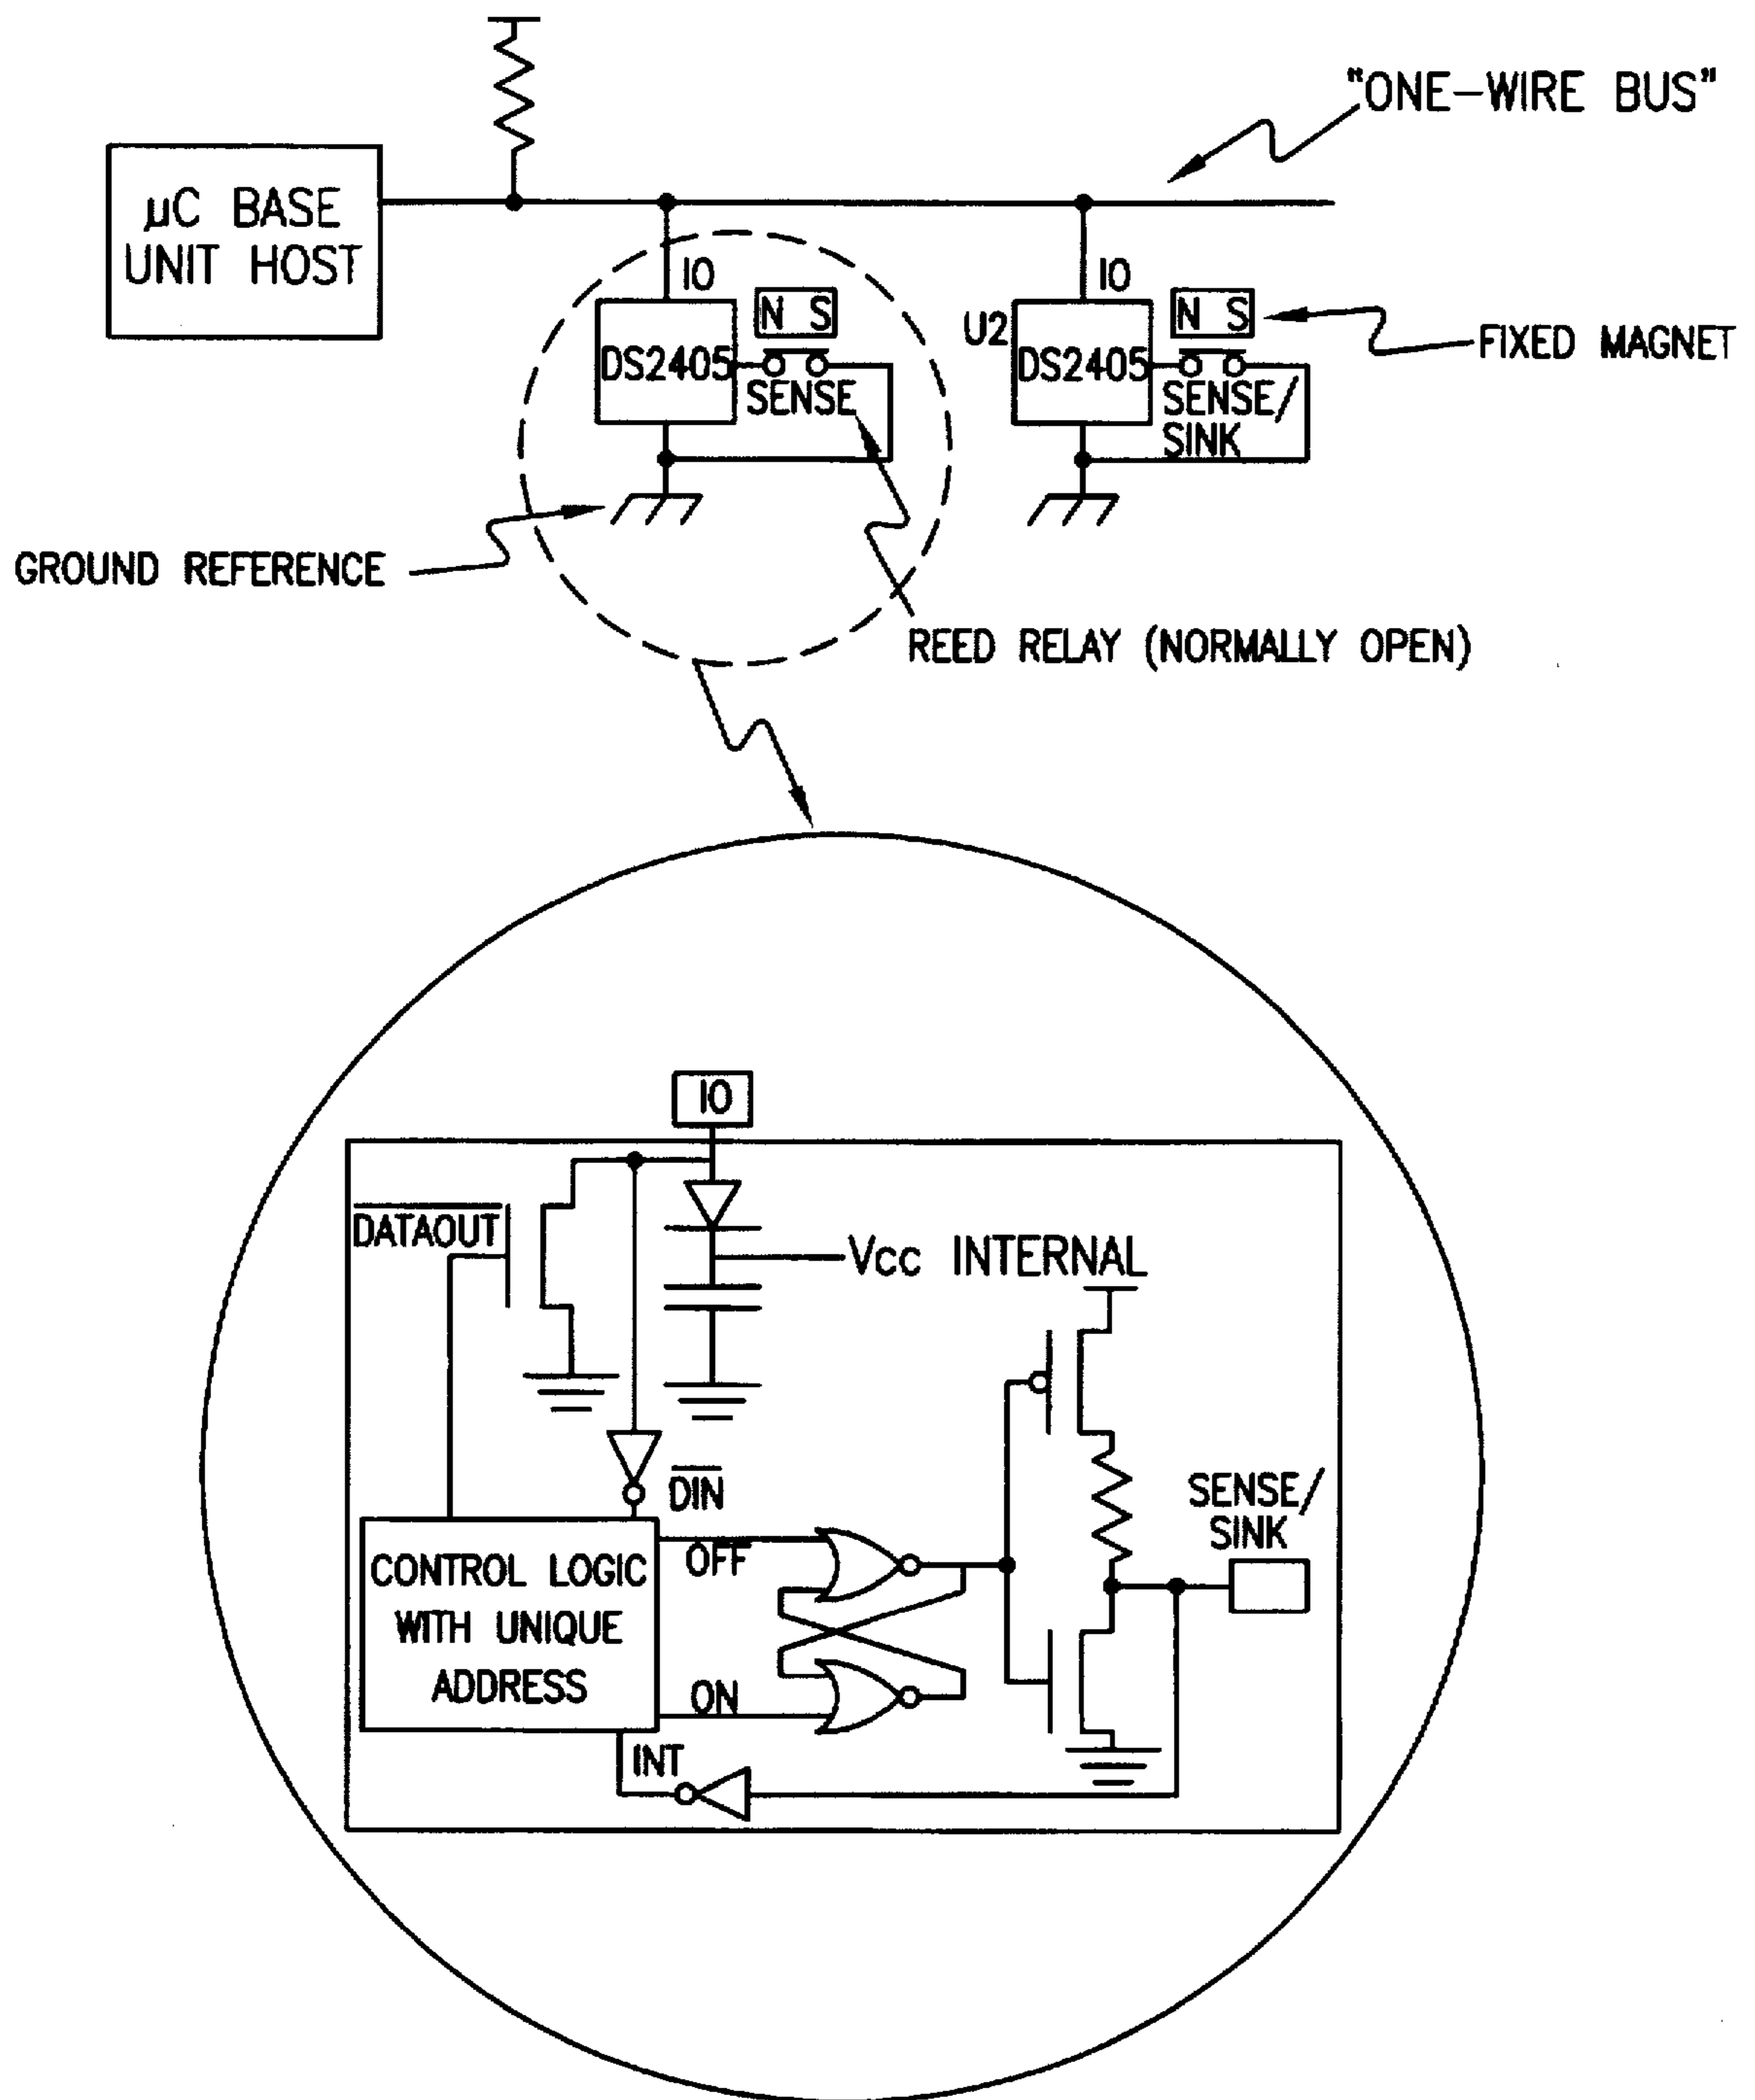 "ONE-WIRE BUS"
µC BASE
UNIT HOST
IO
N S
DS2405
SENSE
IO
U2
N S
DS2405
SENSE/
SINK
FIXED MAGNET
GROUND REFERENCE
REED RELAY (NORMALLY OPEN)
IO
DATAOUT
Vcc INTERNAL
DIN
SENSE/
SINK
OFF
CONTROL LOGIC
WITH UNIQUE
ADDRESS
ON
INT